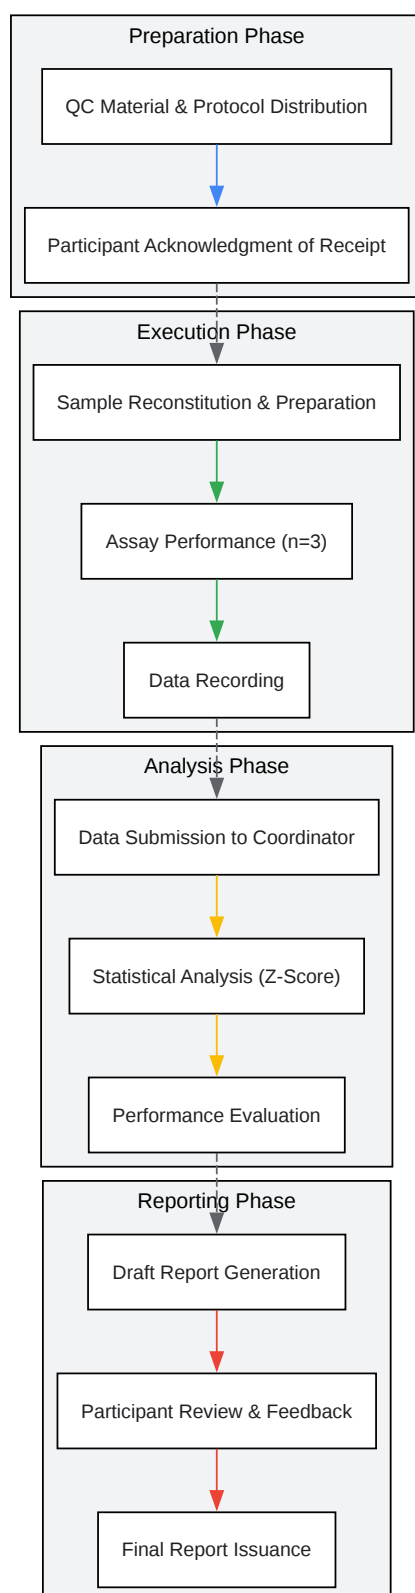 Preparation Phase
QC Material & Protocol Distribution
Participant Acknowledgment of Receipt
Execution Phase
Sample Reconstitution & Preparation
Assay Performance (n=3)
Data Recording
Analysis Phase
Data Submission to Coordinator
Statistical Analysis (Z-Score)
Performance Evaluation
Reporting Phase
Draft Report Generation
Participant Review & Feedback
Final Report Issuance